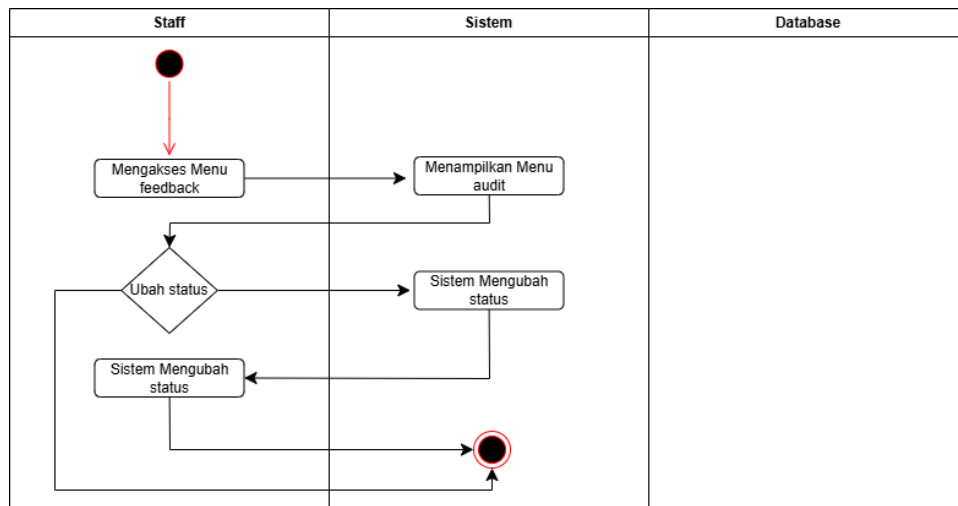 Staff
Sistem
Database
Mengakses Menu
feedback
Menampilkan Menu
audit
Ubah status
Sistem Mengubah
status
Sistem Mengubah
status